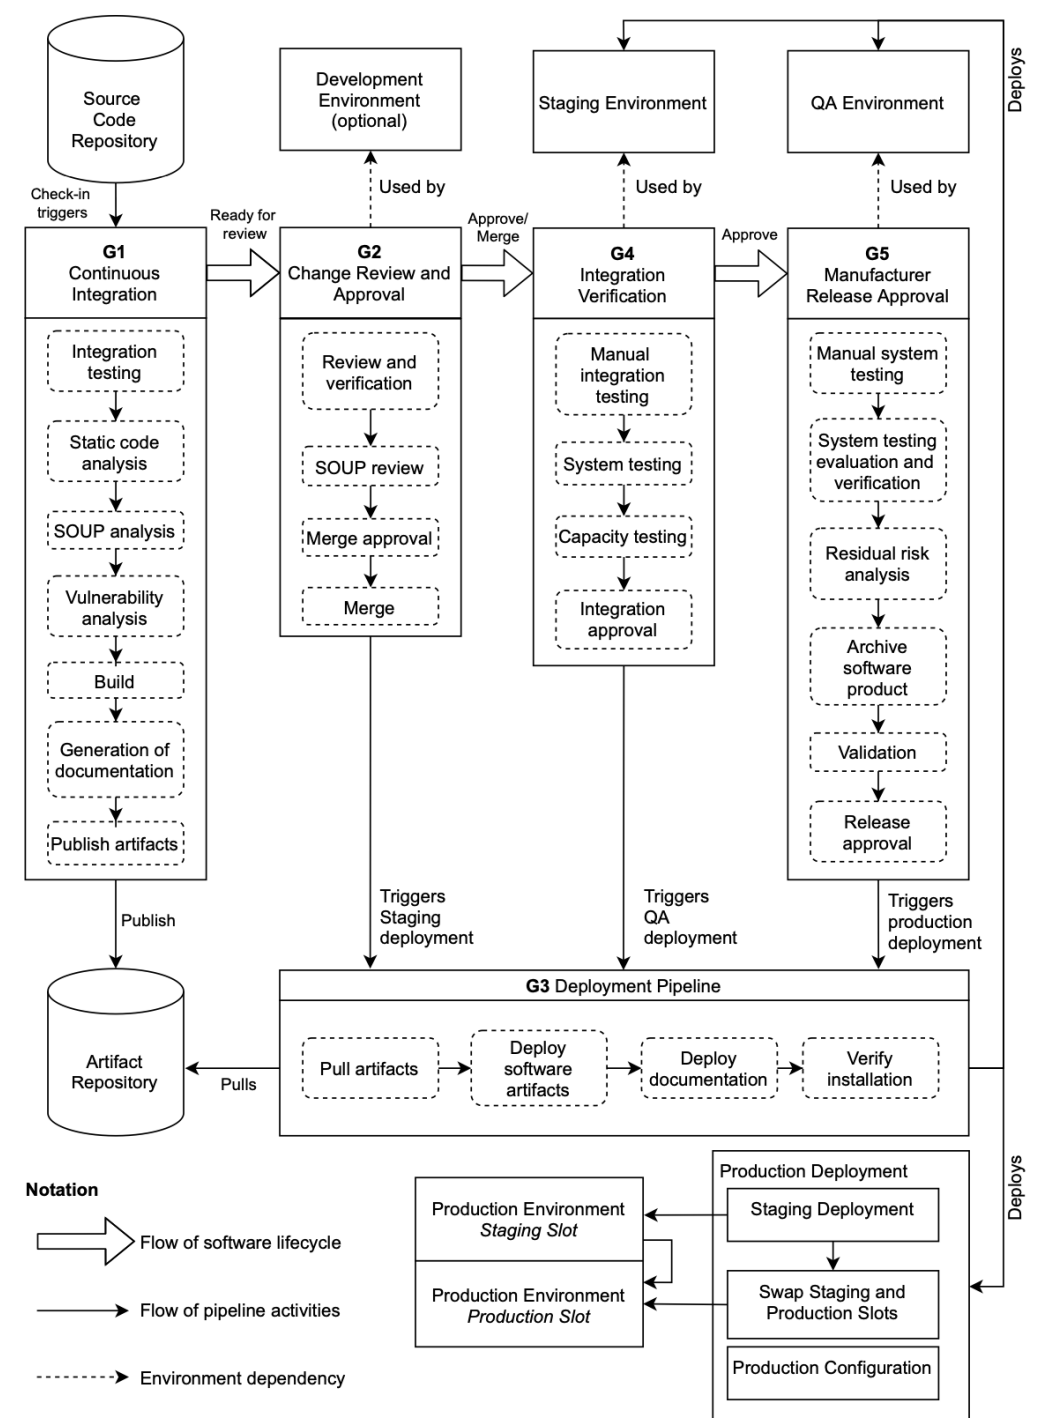 Source
Code
Repository
Development
Environment
(optional)
Staging Environment
QA Environment
Deploys
Check-in
triggers
Used by
Used by
Used by
Ready for
review
Approve/
Merge
Approve
G1
Continuous
Integration
Integration
testing
Static code
analysis
SOUP analysis
Vulnerability
analysis
Build
Generation of
documentation
Publish artifacts
G2
Change Review and
Approval
Review and
verification
SOUP review
Merge approval
Merge
G4
Integration
Verification
Manual
integration
testing
System testing
Capacity testing
Integration
approval
G5
Manufacturer
Release Approval
Manual system
testing
System testing
evaluation and
verification
Residual risk
analysis
Archive
software
product
Validation
Release
approval
Publish
Triggers
Staging
deployment
Triggers
QA
deployment
Triggers
production
deployment
Artifact
Repository
Pulls
G3 Deployment Pipeline
Pull artifacts
Deploy
software
artifacts
Deploy
documentation
Verify
installation
Deploys
Notation
Flow of software lifecycle
Flow of pipeline activities
Environment dependency
Production Environment
Staging Slot
Production Environment
Production Slot
Production Deployment
Staging Deployment
Swap Staging and
Production Slots
Production Configuration